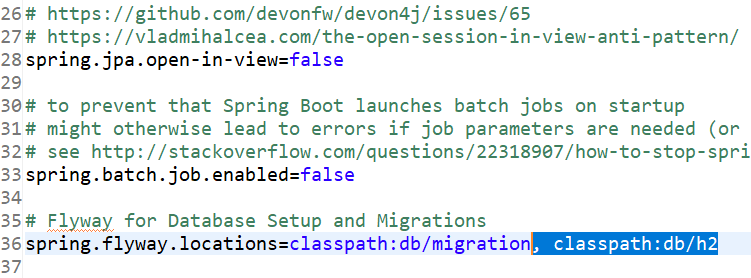 26 # https://github.com/devonfw/devon4j/issues/65
27 # https://vladmihalcea.com/the-open-session-in-view-anti-pattern/
28 spring.jpa.open-in-view=false
29
30 # to prevent that Spring Boot launches batch jobs on startup
31 # might otherwise lead to errors if job parameters are needed (or
32 # see http://stackoverflow.com/questions/22318907/how-to-stop-spri
33 spring.batch.job.enabled=false
34
35 # Flyway for Database Setup and Migrations
36 spring.flyway.locations=classpath:db/migration, classpath:db/h2
37